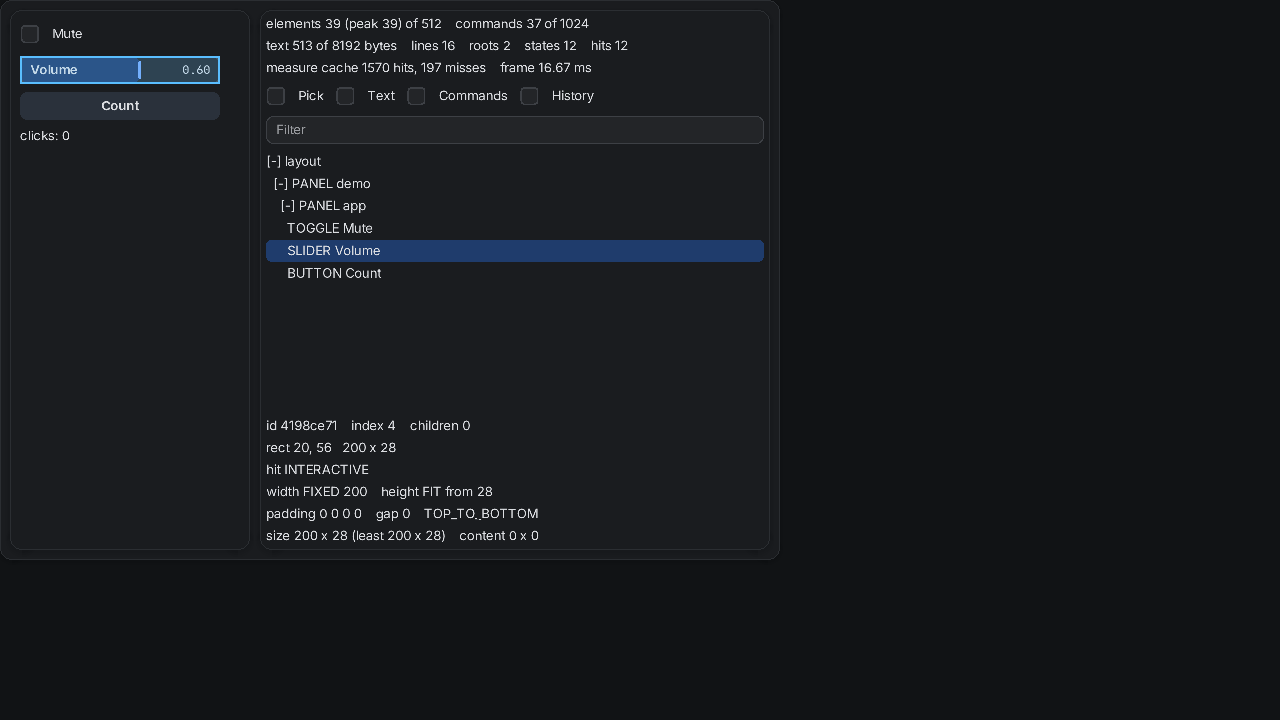 Mute
Volume 0.60
Count
clicks: 0
elements 39 (peak 39) of 512 commands 37 of 1024
text 513 of 8192 bytes lines 16 roots 2 states 12 hits 12
measure cache 1570 hits, 197 misses frame 16.67 ms
Pick Text Commands History
Filter
[-] layout
[-] PANEL demo
[-] PANEL app
TOGGLE Mute
SLIDER Volume
BUTTON Count
id 4198ce71 index 4 children 0
rect 20, 56 200 x 28
hit INTERACTIVE
width FIXED 200 height FIT from 28
padding 0 0 0 0 gap 0 TOP_TO_BOTTOM
size 200 x 28 (least 200 x 28) content 0 x 0